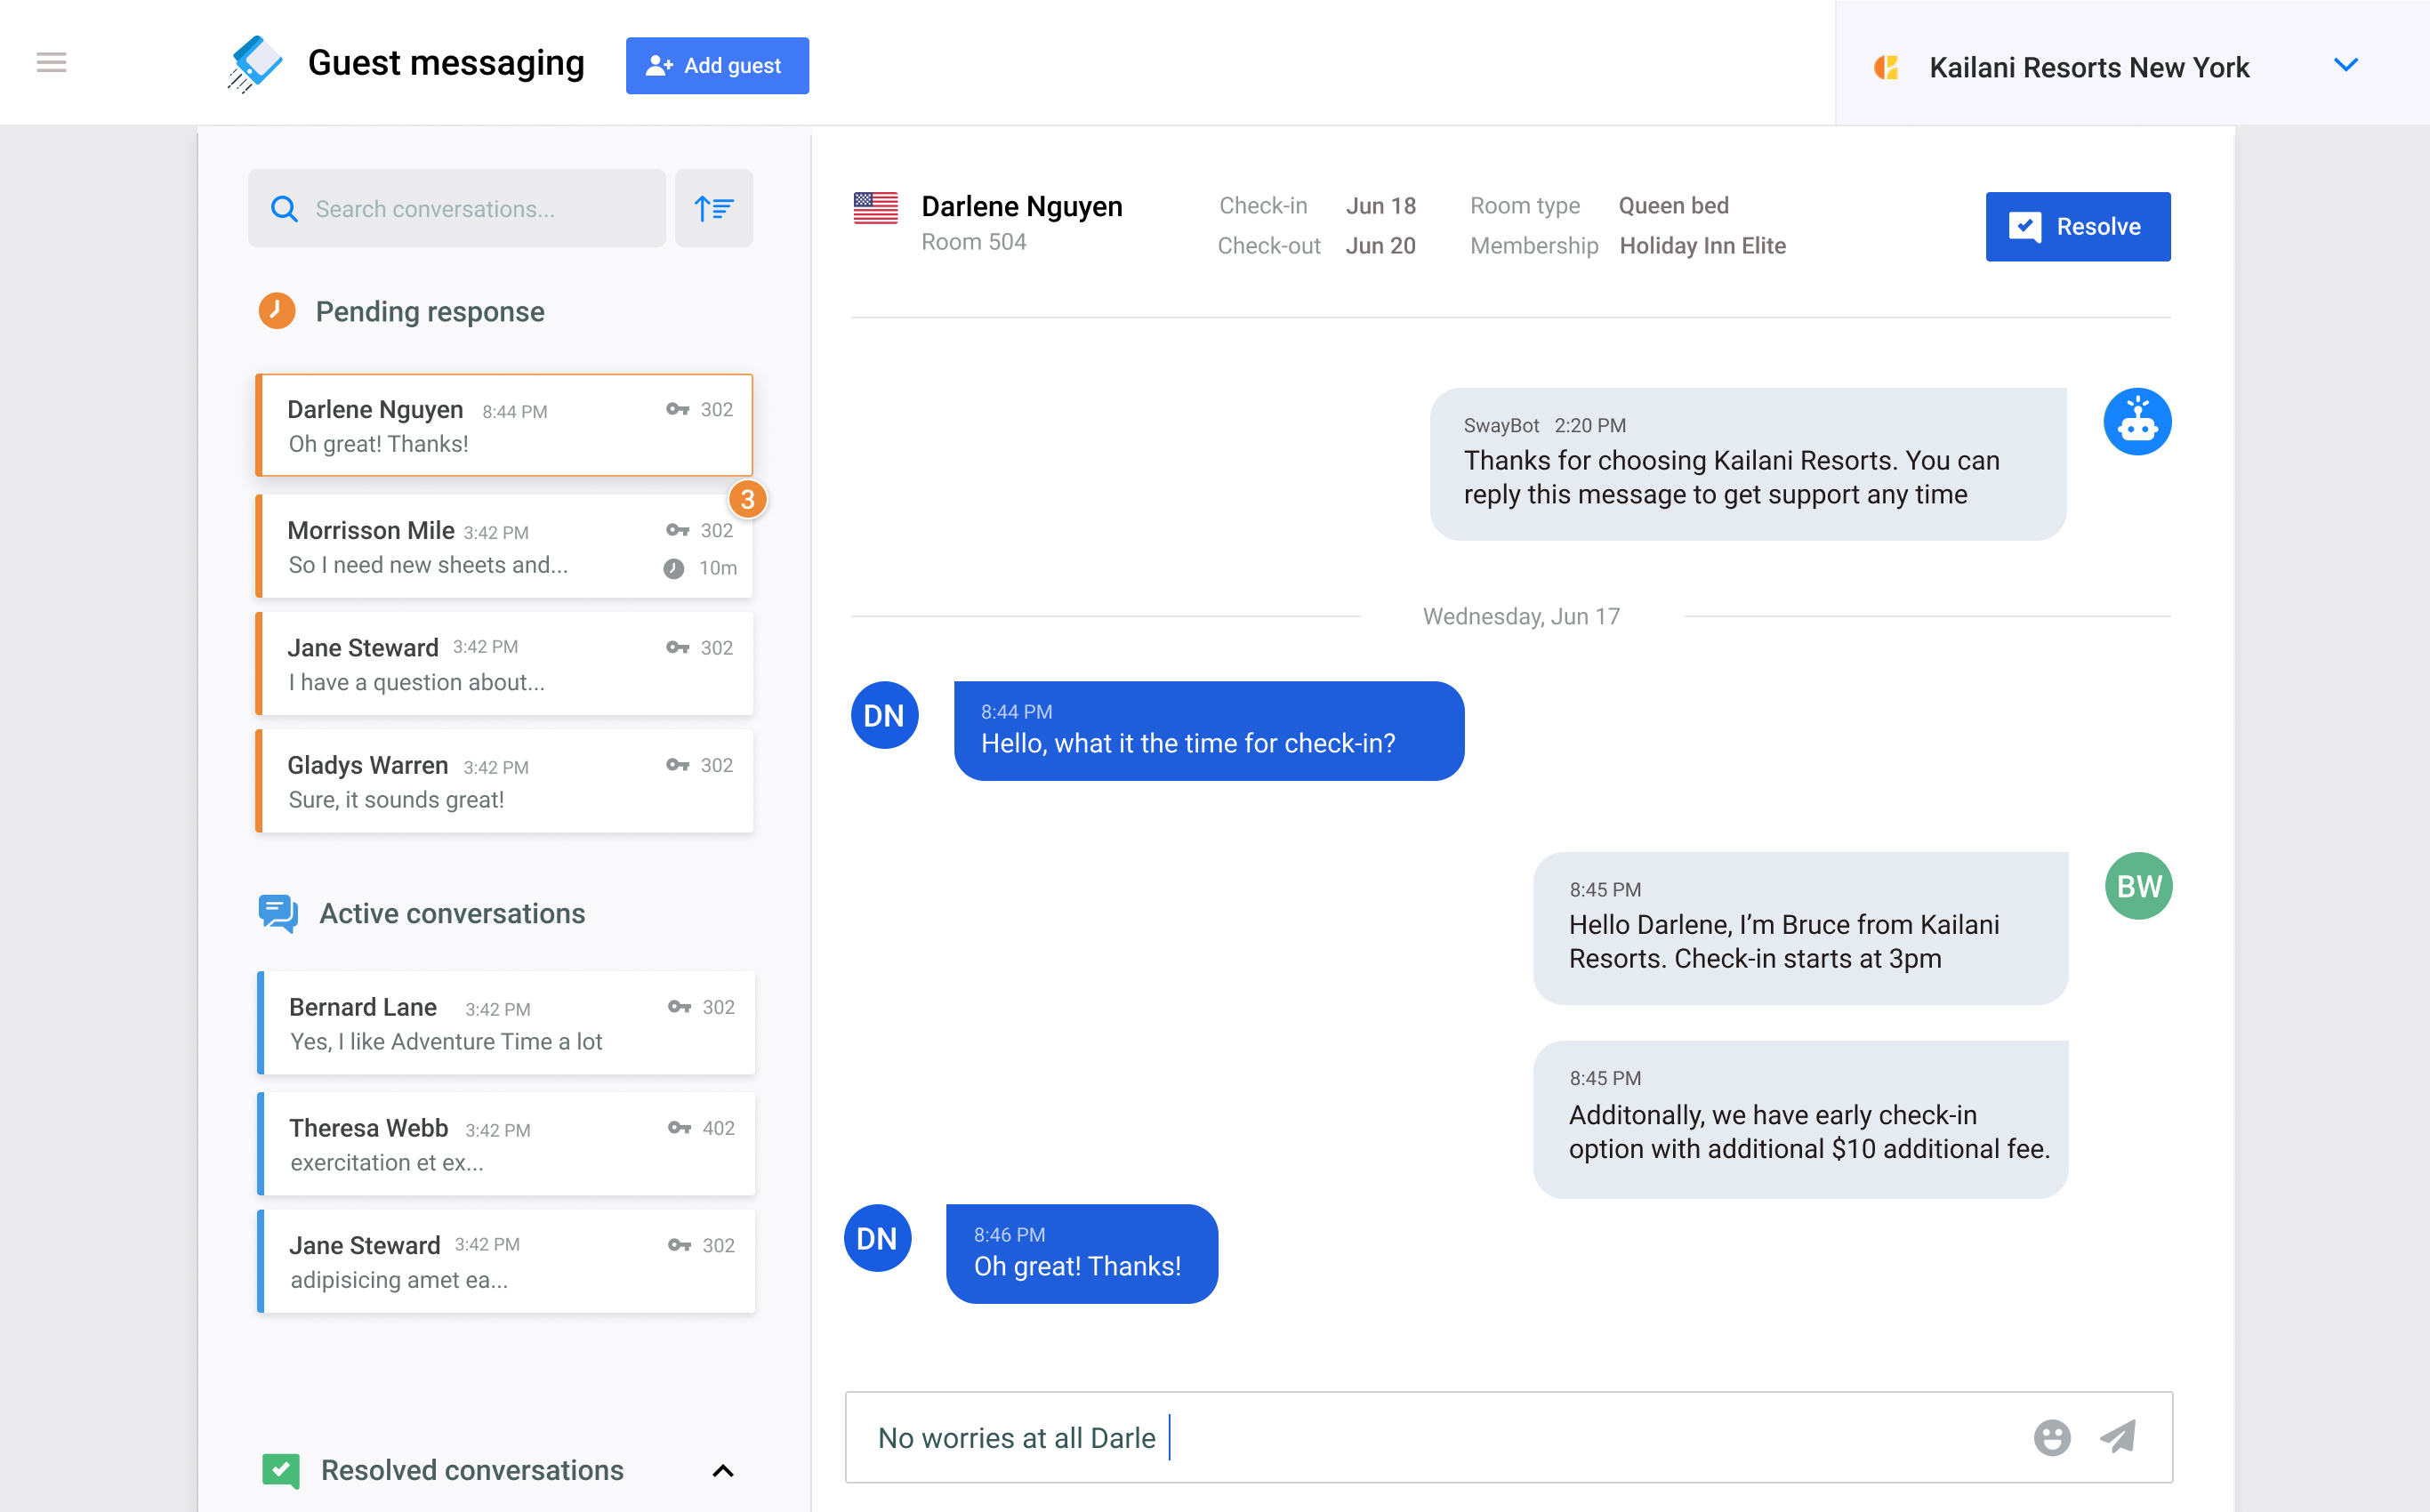 Guest messaging
Add guest
Kailani Resorts New York
Search conversations...
Pending response
Darlene Nguyen 8:44 PM 302
Oh great! Thanks!
3
Morrisson Mile 3:42 PM 302
So I need new sheets and... 10m
Jane Steward 3:42 PM 302
I have a question about...
Gladys Warren 3:42 PM 302
Sure, it sounds great!
Active conversations
Bernard Lane 3:42 PM 302
Yes, I like Adventure Time a lot
Theresa Webb 3:42 PM 402
exercitation et ex...
Jane Steward 3:42 PM 302
adipisicing amet ea...
Resolved conversations
Darlene Nguyen Check-in Jun 18 Room type Queen bed
Room 504 Check-out Jun 20 Membership Holiday Inn Elite
Resolve
SwayBot 2:20 PM
Thanks for choosing Kailani Resorts. You can
reply this message to get support any time
Wednesday, Jun 17
DN
8:44 PM
Hello, what it the time for check-in?
BW
8:45 PM
Hello Darlene, I’m Bruce from Kailani
Resorts. Check-in starts at 3pm
8:45 PM
Additonally, we have early check-in
option with additional $10 additional fee.
DN
8:46 PM
Oh great! Thanks!
No worries at all Darle